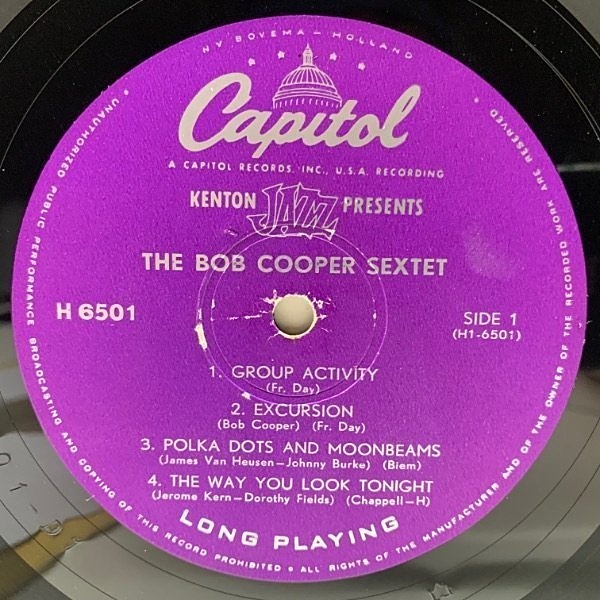 NV BOVEMA — HOLLAND
Capitol
A CAPITOL RECORDS, INC., U.S.A. RECORDING
KENTON JAZZ PRESENTS
THE BOB COOPER SEXTET
H 6501
SIDE 1
(H1-6501)
1. GROUP ACTIVITY
(Fr. Day)
2. EXCURSION
(Bob Cooper) (Fr. Day)
3. POLKA DOTS AND MOONBEAMS
(James Van Heusen—Johnny Burke) (Biem)
4. THE WAY YOU LOOK TONIGHT
(Jerome Kern—Dorothy Fields) (Chappell—H)
LONG PLAYING
• UNAUTHORIZED PUBLIC PERFORMANCE BROADCASTING AND COPYING OF THIS RECORD PROHIBITED • ALL RIGHTS OF THE MANUFACTURER AND OF THE OWNER OF THE RECORDED WORK ARE RESERVED •